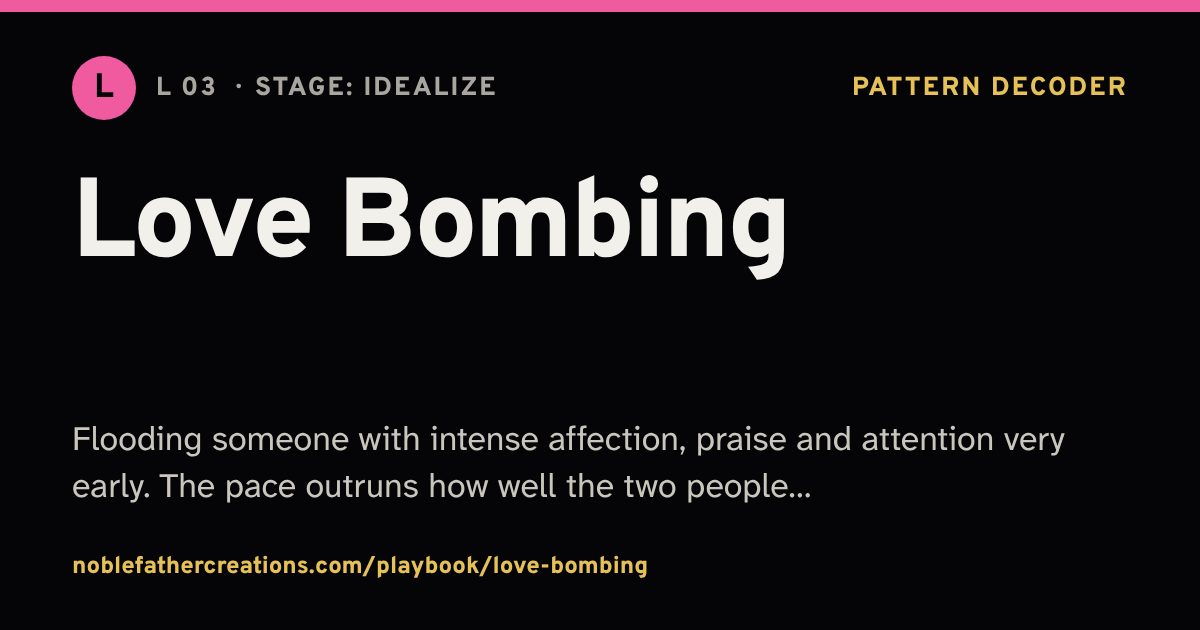 L
L 03 · STAGE: IDEALIZE
PATTERN DECODER
Love Bombing
Flooding someone with intense affection, praise and attention very
early. The pace outruns how well the two people...
noblefathercreations.com/playbook/love-bombing